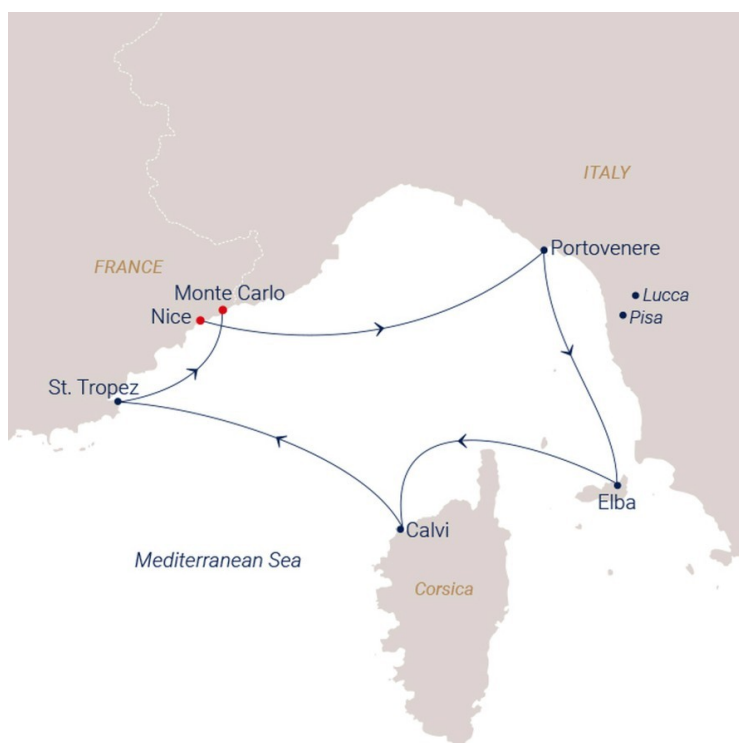 ITALY
Portovenere
FRANCE
Monte Carlo
Lucca
Nice
Pisa
St. Tropez
Elba
Calvi
Mediterranean Sea
Corsica